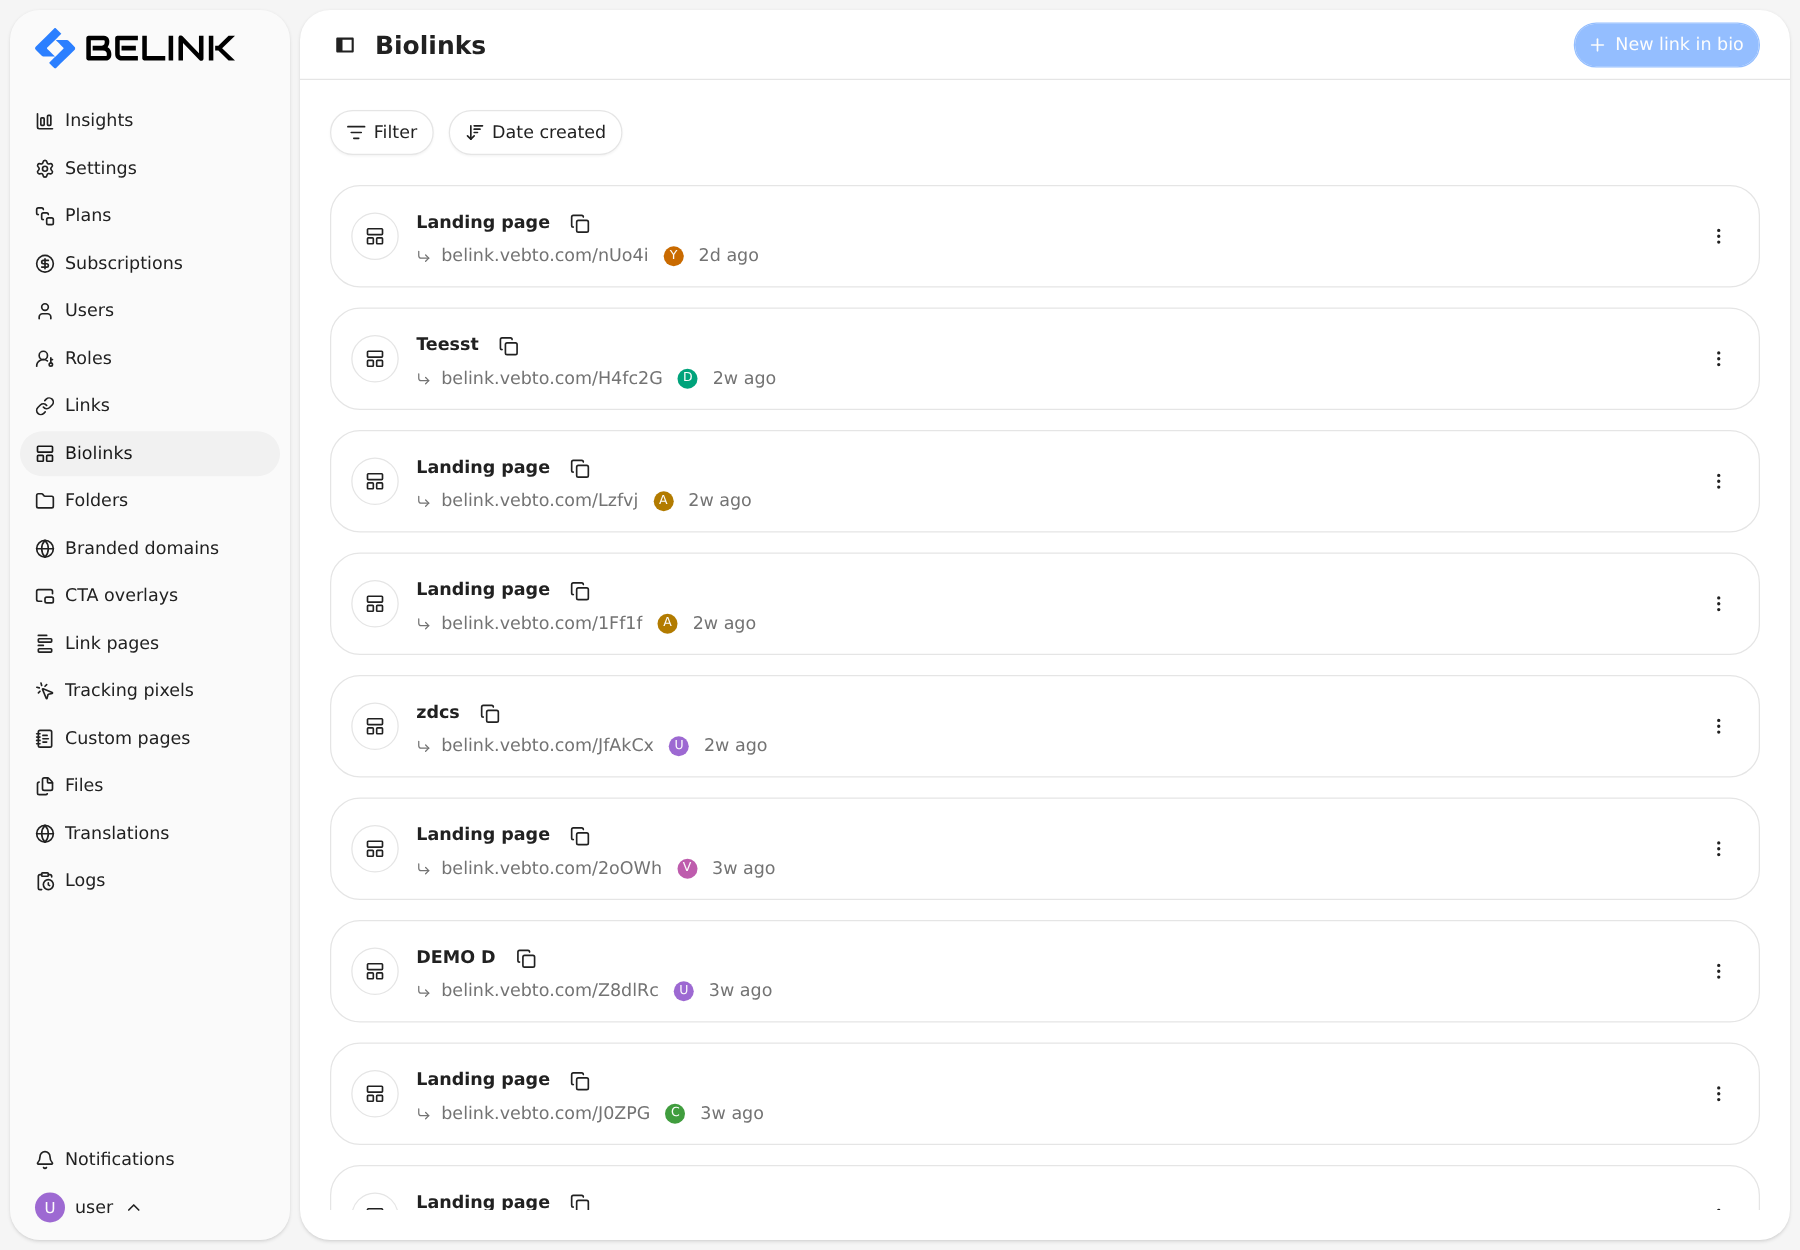 BELINK
Insights
Settings
Plans
Subscriptions
Users
Roles
Links
Biolinks
Folders
Branded domains
CTA overlays
Link pages
Tracking pixels
Custom pages
Files
Translations
Logs
Notifications
U user
Biolinks
+ New link in bio
Filter
Date created
Landing page
belink.vebto.com/nUo4i Y 2d ago
Teesst
belink.vebto.com/H4fc2G D 2w ago
Landing page
belink.vebto.com/Lzfvj A 2w ago
Landing page
belink.vebto.com/1Ff1f A 2w ago
zdcs
belink.vebto.com/JfAkCx U 2w ago
Landing page
belink.vebto.com/2oOWh V 3w ago
DEMO D
belink.vebto.com/Z8dlRc U 3w ago
Landing page
belink.vebto.com/J0ZPG C 3w ago
Landing page